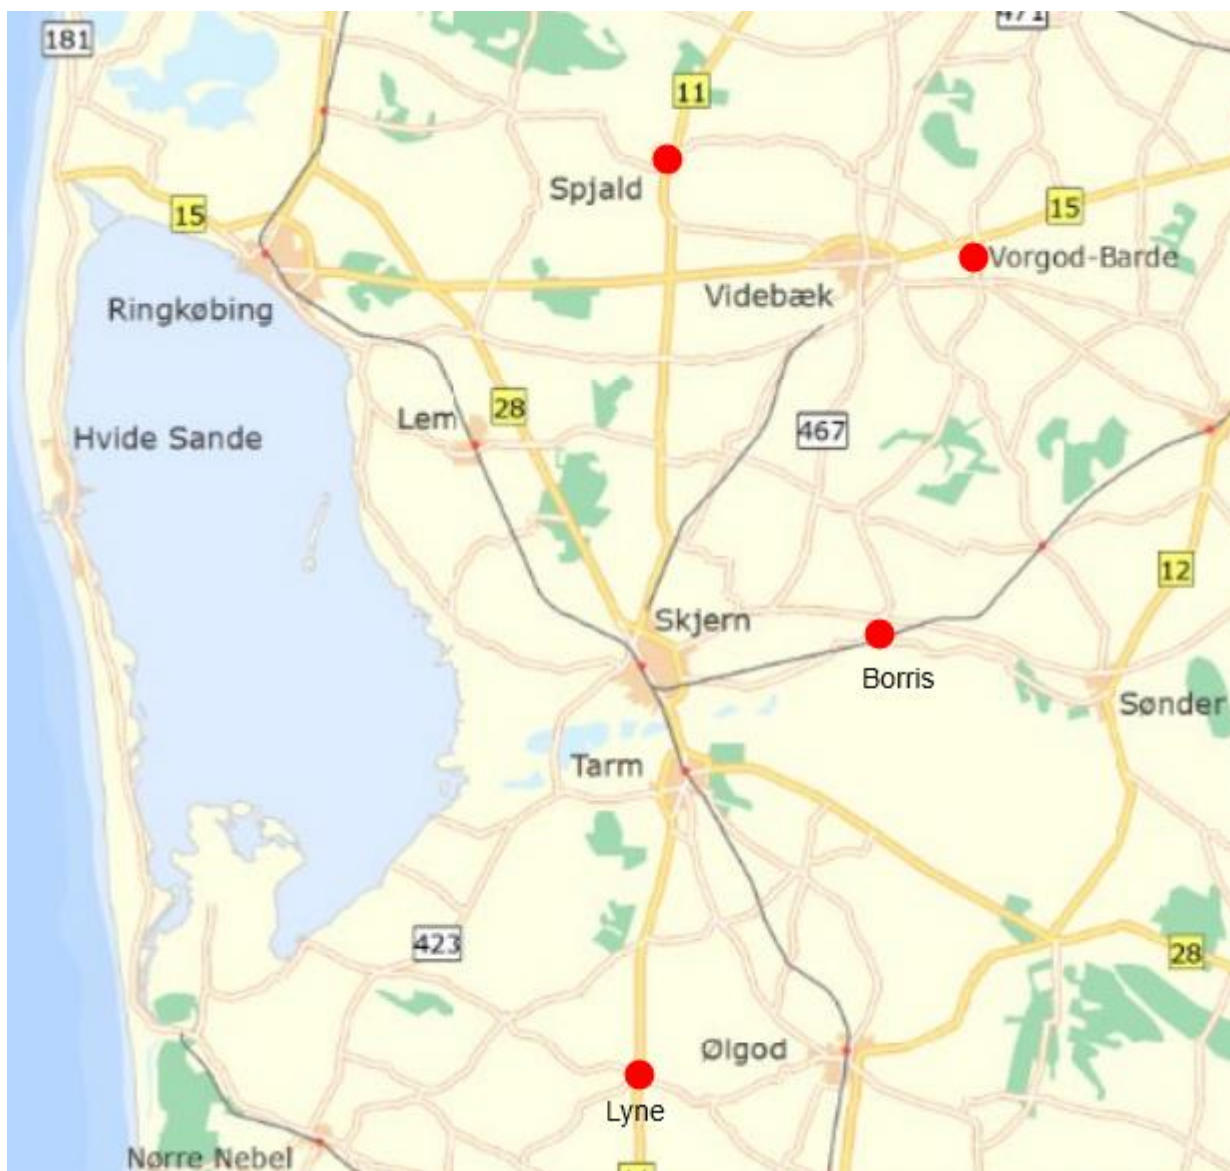 471
181
11
Spjald
15
15
Vorgod-Barde
Videbæk
Ringkøbing
28
Lem
467
Hvide Sande
12
Skjern
Borris
Sønder
Tarm
423
28
Ølgod
Lyne
Nørre Nebel